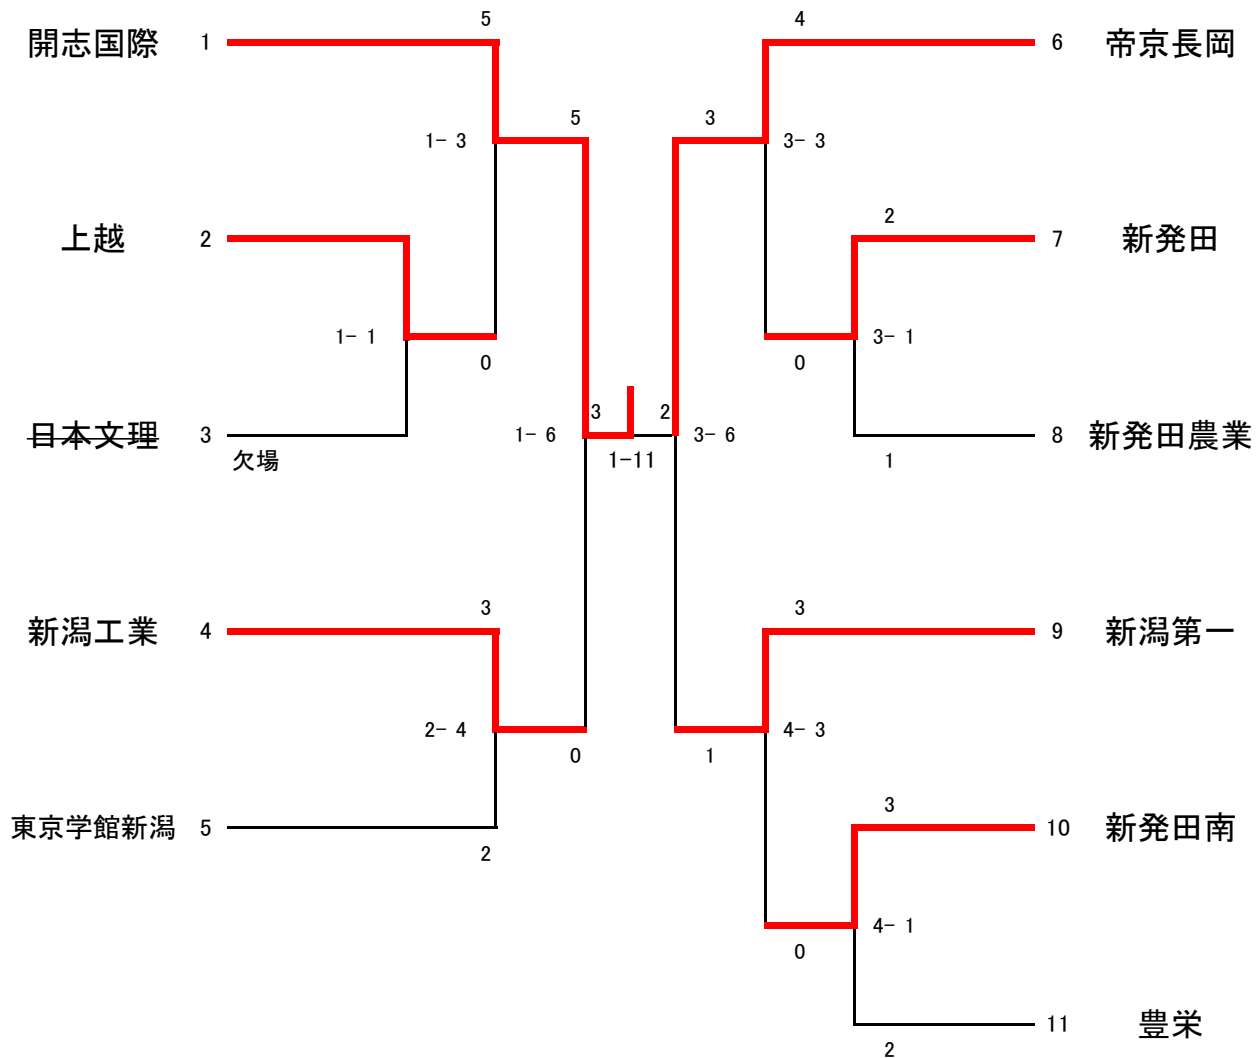 5
4
開志国際 1
6 帝京長岡
5
3
1- 3
3- 3
2
上越 2
7 新発田
1- 1
3- 1
0
0
3
2
日本文理 3
1- 6
3- 6
8 新発田農業
欠場
1-11
1
3
3
新潟工業 4
9 新潟第一
2- 4
4- 3
0
1
3
東京学館新潟 5
10 新発田南
2
4- 1
0
11 豊栄
2